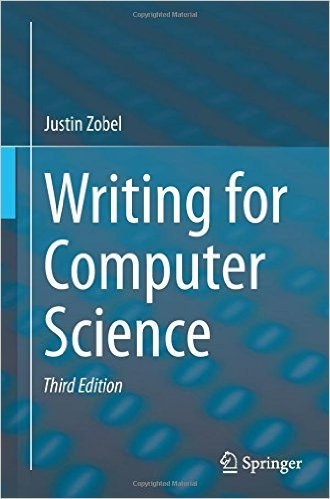 Justin Zobel
Writing for
Computer
Science
Third Edition
Springer